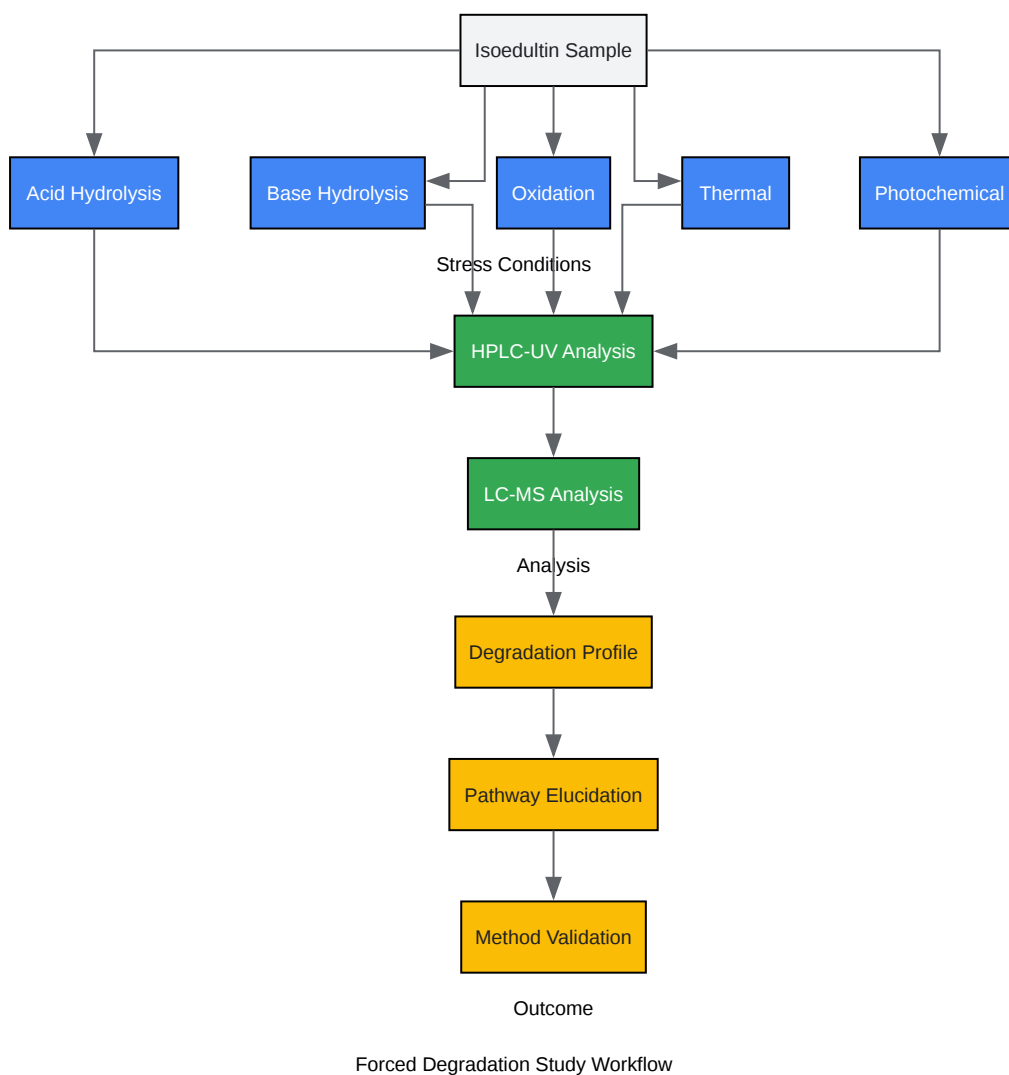 Isoedultin Sample
Acid Hydrolysis
Base Hydrolysis
Oxidation
Thermal
Photochemical
Stress Conditions
HPLC-UV Analysis
LC-MS Analysis
Analysis
Degradation Profile
Pathway Elucidation
Method Validation
Outcome
Forced Degradation Study Workflow